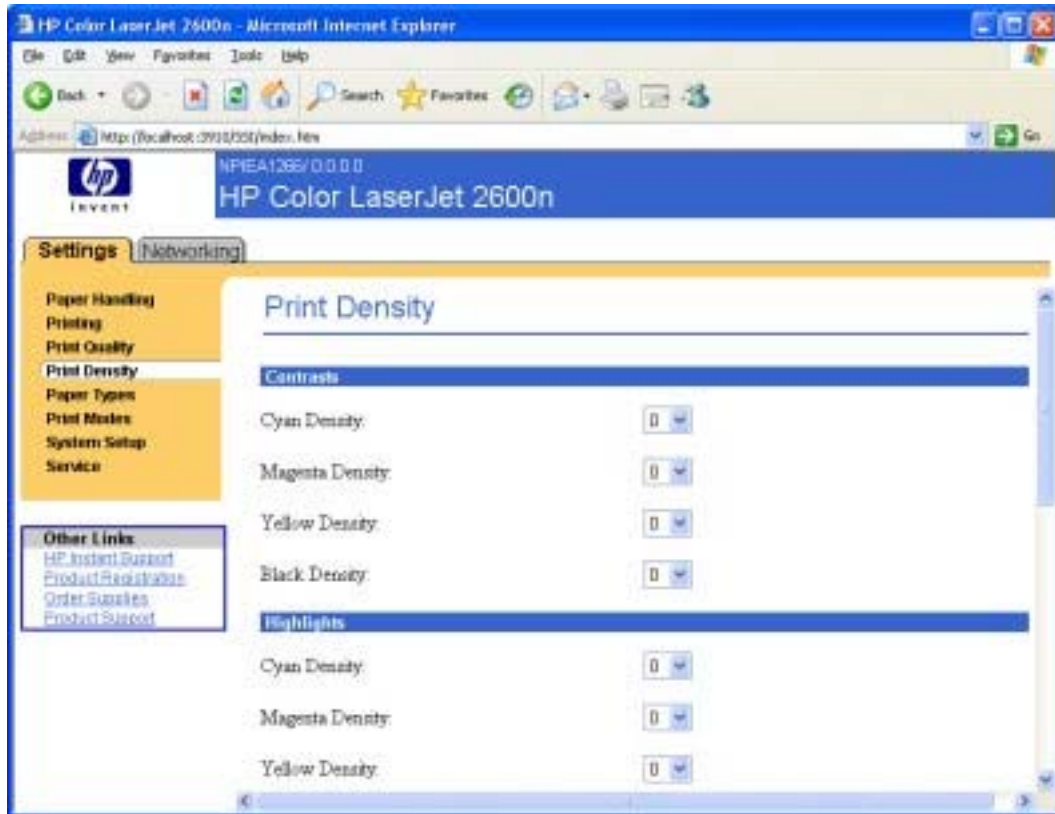 HP Color LaserJet 2600n - Microsoft Internet Explorer
File Edit View Favorites Tools Help
Back Search Favorites
Address http://localhost:3910/SSI/index.htm Go
hp
invent
NPIEA1266/ 0.0.0.0
HP Color LaserJet 2600n
Settings Networking
Paper Handling
Printing
Print Quality
Print Density
Paper Types
Print Modes
System Setup
Service
Other Links
HP Instant Support
Product Registration
Order Supplies
Product Support
Print Density
Contrasts
Cyan Density: 0
Magenta Density: 0
Yellow Density: 0
Black Density: 0
Highlights
Cyan Density: 0
Magenta Density: 0
Yellow Density: 0